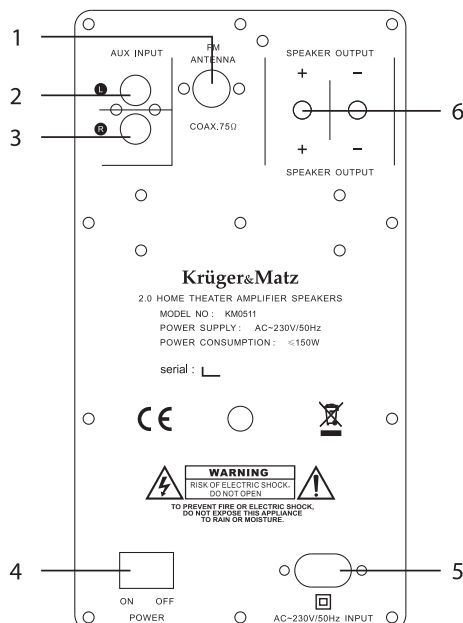 1
FM
AUX INPUT
ANTENNA
SPEAKER OUTPUT
+ −
2
L
6
3
R
COAX.75Ω
+ −
SPEAKER OUTPUT
Krüger&Matz
2.0 HOME THEATER AMPLIFIER SPEAKERS
MODEL NO : KM0511
POWER SUPPLY : AC~230V/50Hz
POWER CONSUMPTION : ≤150W
serial :
CE
WARNING
RISK OF ELECTRIC SHOCK.
DO NOT OPEN
TO PREVENT FIRE OR ELECTRIC SHOCK,
DO NOT EXPOSE THIS APPLIANCE
TO RAIN OR MOISTURE.
4
5
ON OFF
POWER
AC~230V/50Hz INPUT